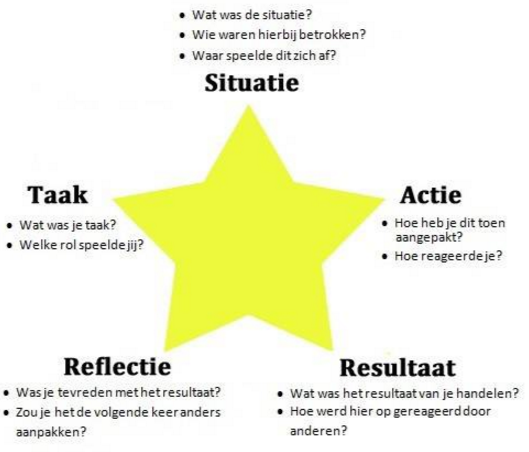 • Wat was de situatie?
• Wie waren hierbij betrokken?
• Waar speelde dit zich af?
Situatie
Taak
• Wat was je taak?
• Welke rol speelde jij?
Actie
• Hoe heb je dit toen
aangepakt?
• Hoe reageerde je?
Reflectie
• Was je tevreden met het resultaat?
• Zou je het de volgende keer anders
aanpakken?
Resultaat
• Wat was het resultaat van je handelen?
• Hoe werd hier op gereageerd door
anderen?